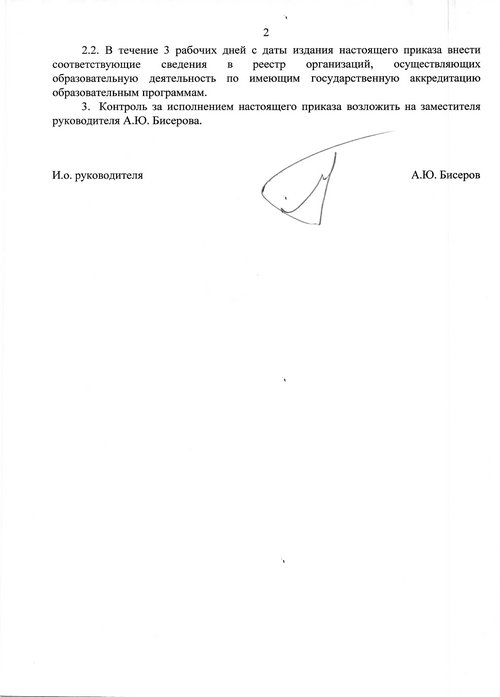 2
2.2. В течение 3 рабочих дней с даты издания настоящего приказа внести
соответствующие сведения в реестр организаций, осуществляющих
образовательную деятельность по имеющим государственную аккредитацию
образовательным программам.
3. Контроль за исполнением настоящего приказа возложить на заместителя
руководителя А.Ю. Бисерова.
И.о. руководителя А.Ю. Бисеров